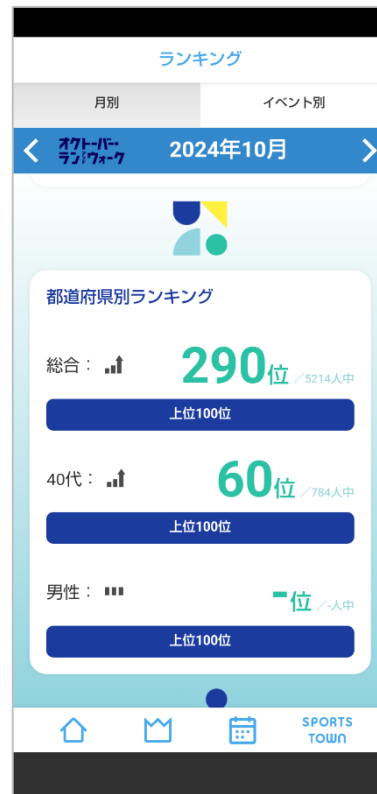 ランキング
月別
イベント別
オクトーバー・
ラン&ウォーク
2024年10月
都道府県別ランキング
総合：
290位 /5214人中
上位100位
40代：
60位 /784人中
上位100位
男性：
-位 /-人中
上位100位
SPORTS
TOWN